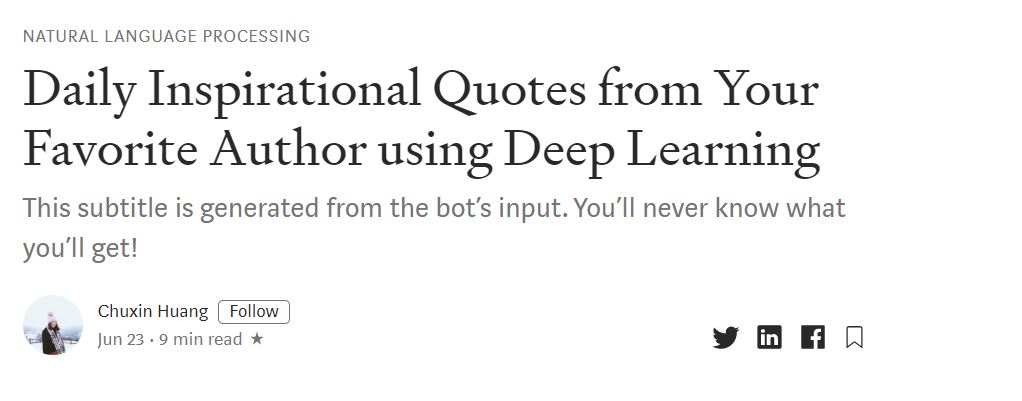 NATURAL LANGUAGE PROCESSING
Daily Inspirational Quotes from Your
Favorite Author using Deep Learning
This subtitle is generated from the bot’s input. You’ll never know what
you’ll get!
Chuxin Huang Follow
Jun 23 · 9 min read ★